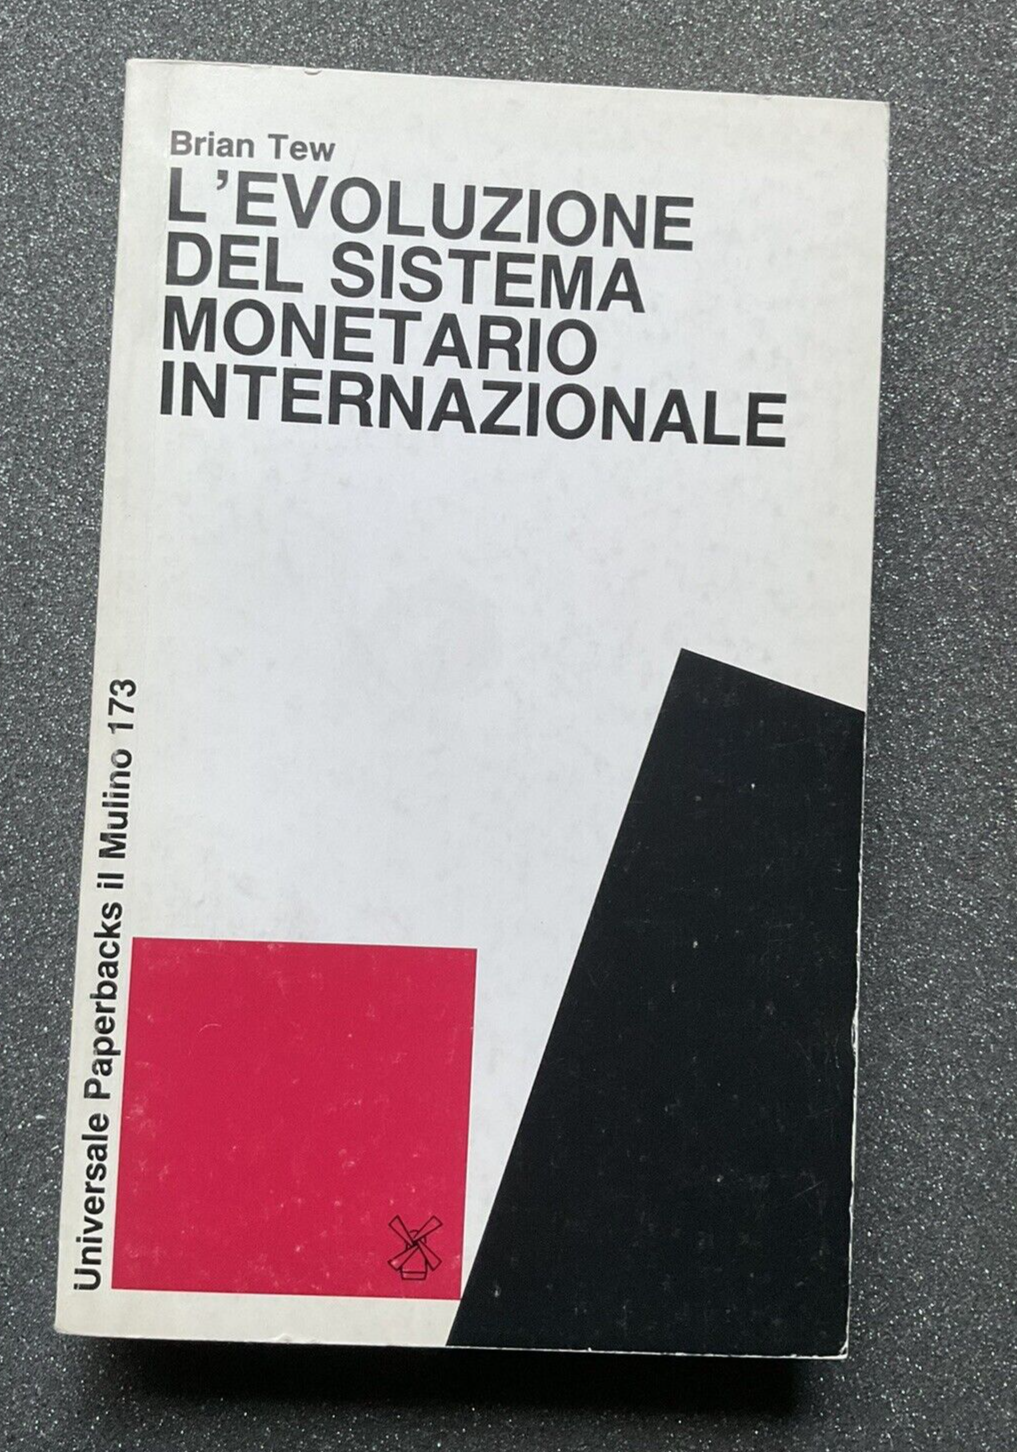 Brian Tew
L'EVOLUZIONE
DEL SISTEMA
MONETARIO
INTERNAZIONALE
Universale Paperbacks il Mulino 173